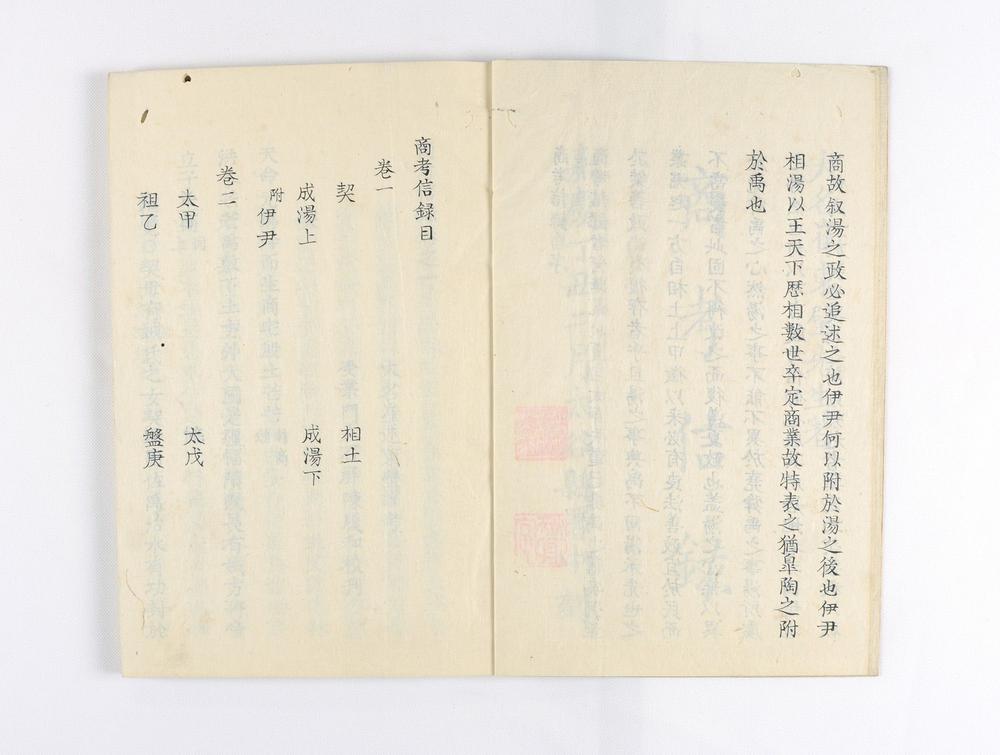 商故叙湯之政必追述之也伊尹何以附於湯之後也伊尹
相湯以王天下歷相數世卒定商業故特表之猶臯陶之附
於禹也
商考信録目
卷一
契 相土
成湯上 成湯下
附伊尹
卷二
太甲 太戊
祖乙 盤庚